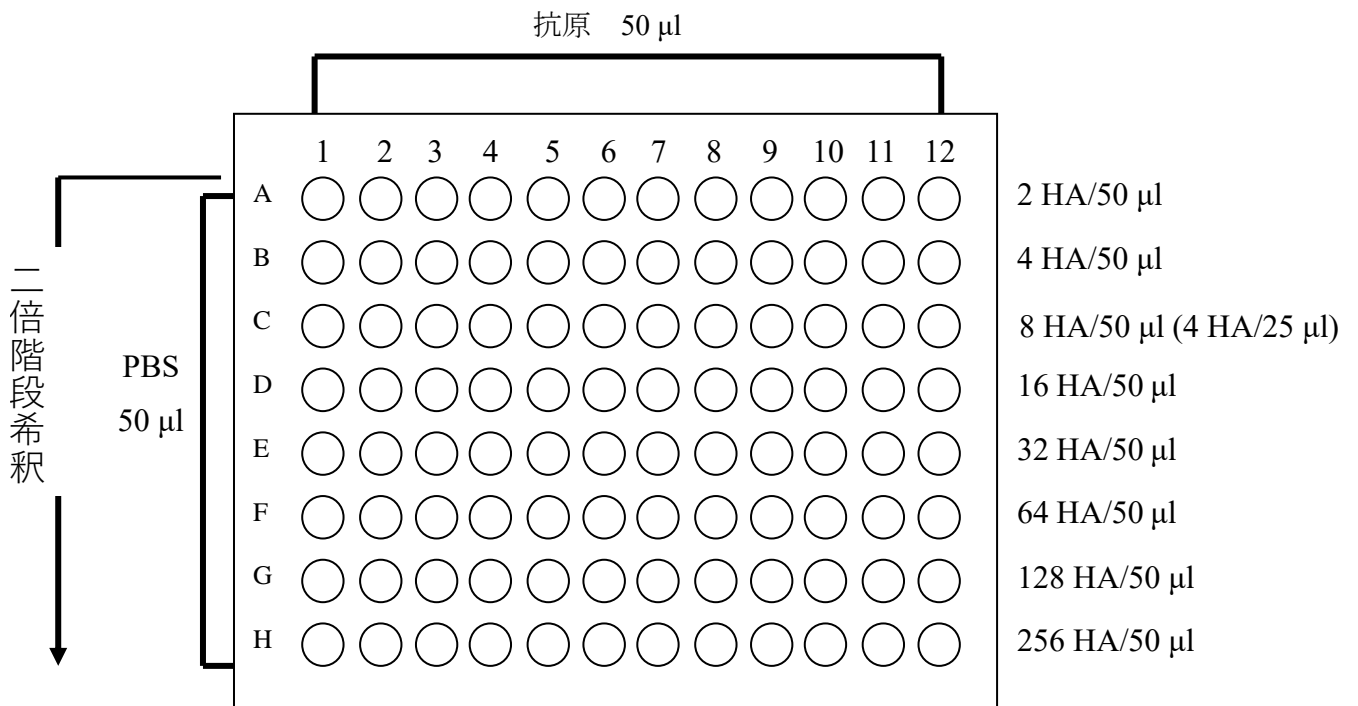 抗原 50 µl
1 2 3 4 5 6 7 8 9 10 11 12
A 2 HA/50 µl
B 4 HA/50 µl
C 8 HA/50 µl (4 HA/25 µl)
D 16 HA/50 µl
E 32 HA/50 µl
F 64 HA/50 µl
G 128 HA/50 µl
H 256 HA/50 µl
二倍階段希釈
PBS
50 µl